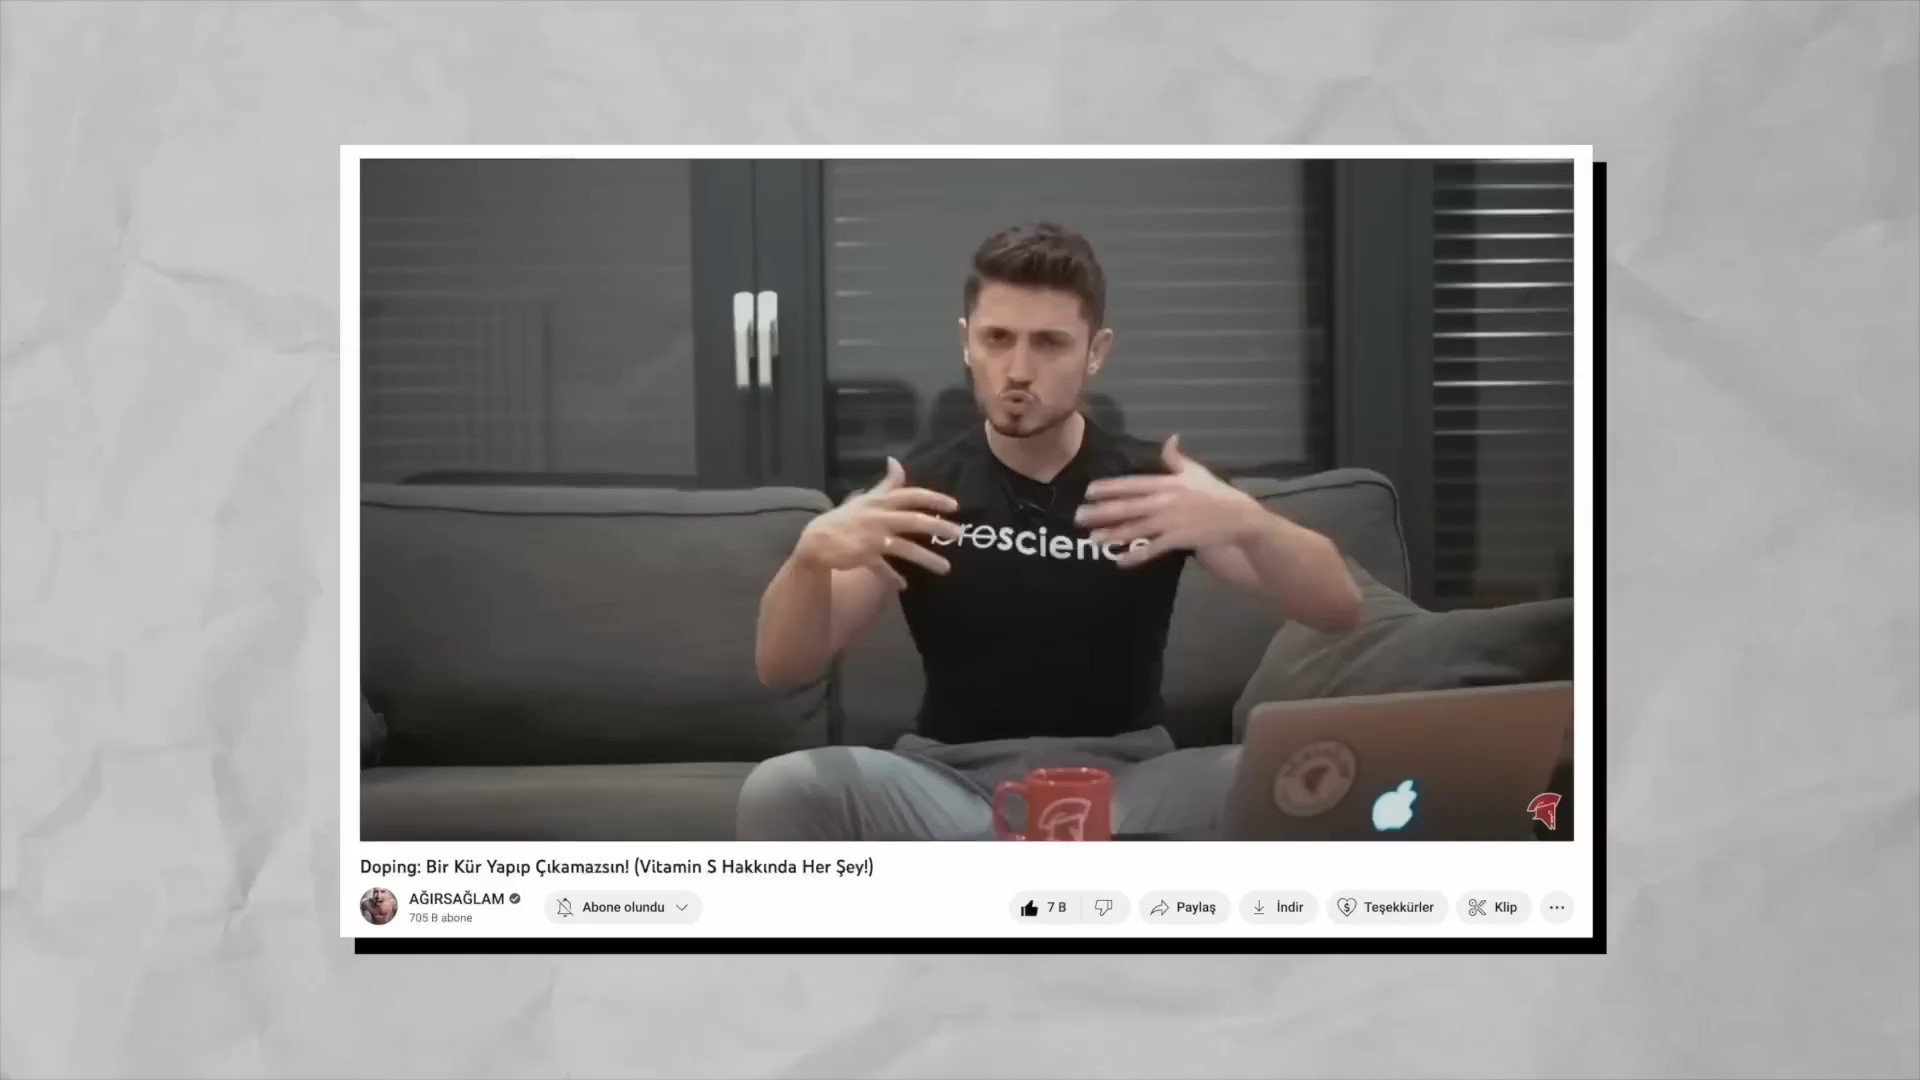 broscience
Doping: Bir Kür Yapıp Çıkamazsın! (Vitamin S Hakkında Her Şey!)
AĞIRSAĞLAM
705 B abone
Abone olundu
7 B
Paylaş
İndir
Teşekkürler
Klip